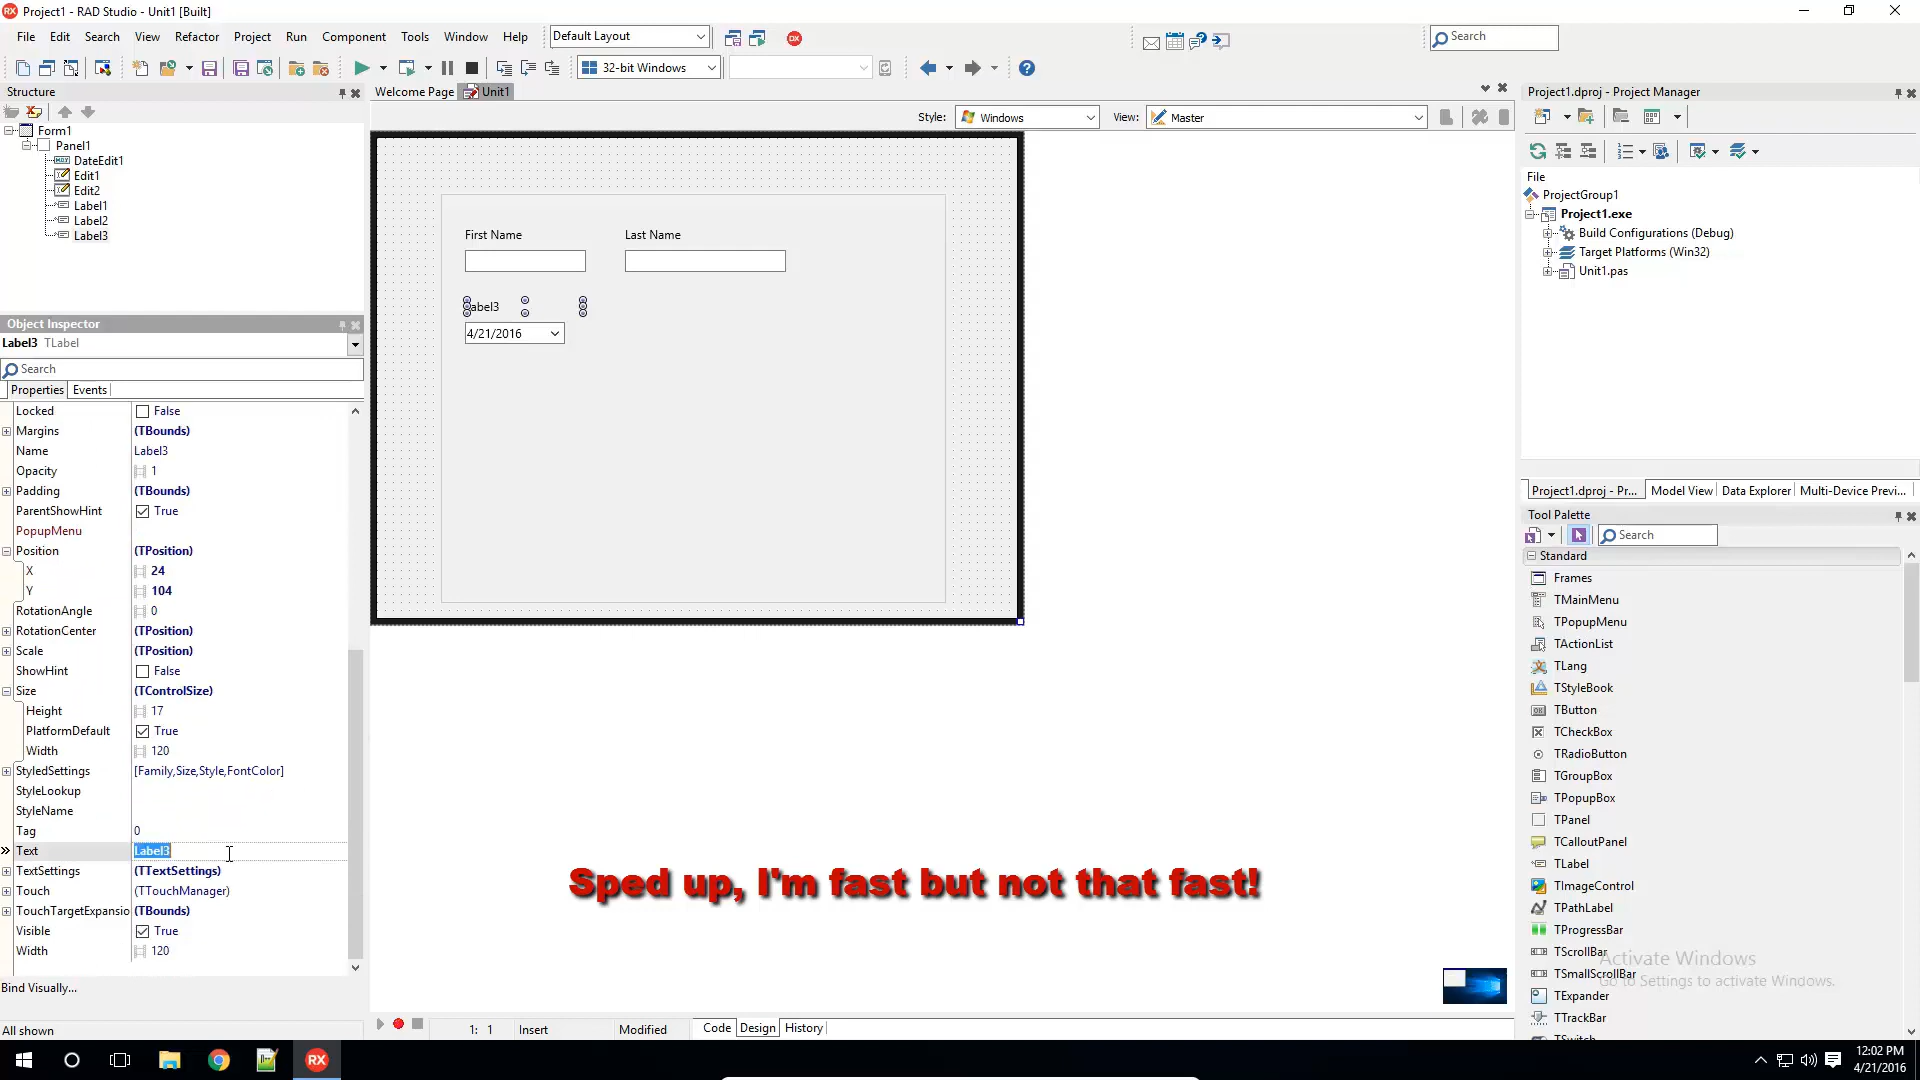 Project1 - RAD Studio - Unit1 [Built]
File Edit Search View Refactor Project Run Component Tools Window Help
Default Layout
Search
32-bit Windows
Structure
Form1
Panel1
DateEdit1
Edit1
Edit2
Label1
Label2
Label3
Object Inspector
Label3 TLabel
Search
Properties Events
Locked False
Margins (TBounds)
Name Label3
Opacity 1
Padding (TBounds)
ParentShowHint True
PopupMenu
Position (TPosition)
X 24
Y 104
RotationAngle 0
RotationCenter (TPosition)
Scale (TPosition)
ShowHint False
Size (TControlSize)
Height 17
PlatformDefault True
Width 120
StyledSettings [Family,Size,Style,FontColor]
StyleLookup
StyleName
Tag 0
Text Label3
TextSettings (TTextSettings)
Touch (TTouchManager)
TouchTargetExpansio (TBounds)
Visible True
Width 120
Bind Visually...
All shown
Welcome Page Unit1
Style: Windows View: Master
First Name Last Name
abel3
4/21/2016
Sped up, I'm fast but not that fast!
1: 1 Insert Modified Code Design History
Project1.dproj - Project Manager
File
ProjectGroup1
Project1.exe
Build Configurations (Debug)
Target Platforms (Win32)
Unit1.pas
Project1.dproj - Pr... Model View Data Explorer Multi-Device Previ...
Tool Palette
Search
Standard
Frames
TMainMenu
TPopupMenu
TActionList
TLang
TStyleBook
TButton
TCheckBox
TRadioButton
TGroupBox
TPopupBox
TPanel
TCalloutPanel
TLabel
TImageControl
TPathLabel
TProgressBar
TScrollBar
TSmallScrollBar
TExpander
TTrackBar
TSwitch
Activate Windows
Go to Settings to activate Windows.
RX
12:02 PM
4/21/2016